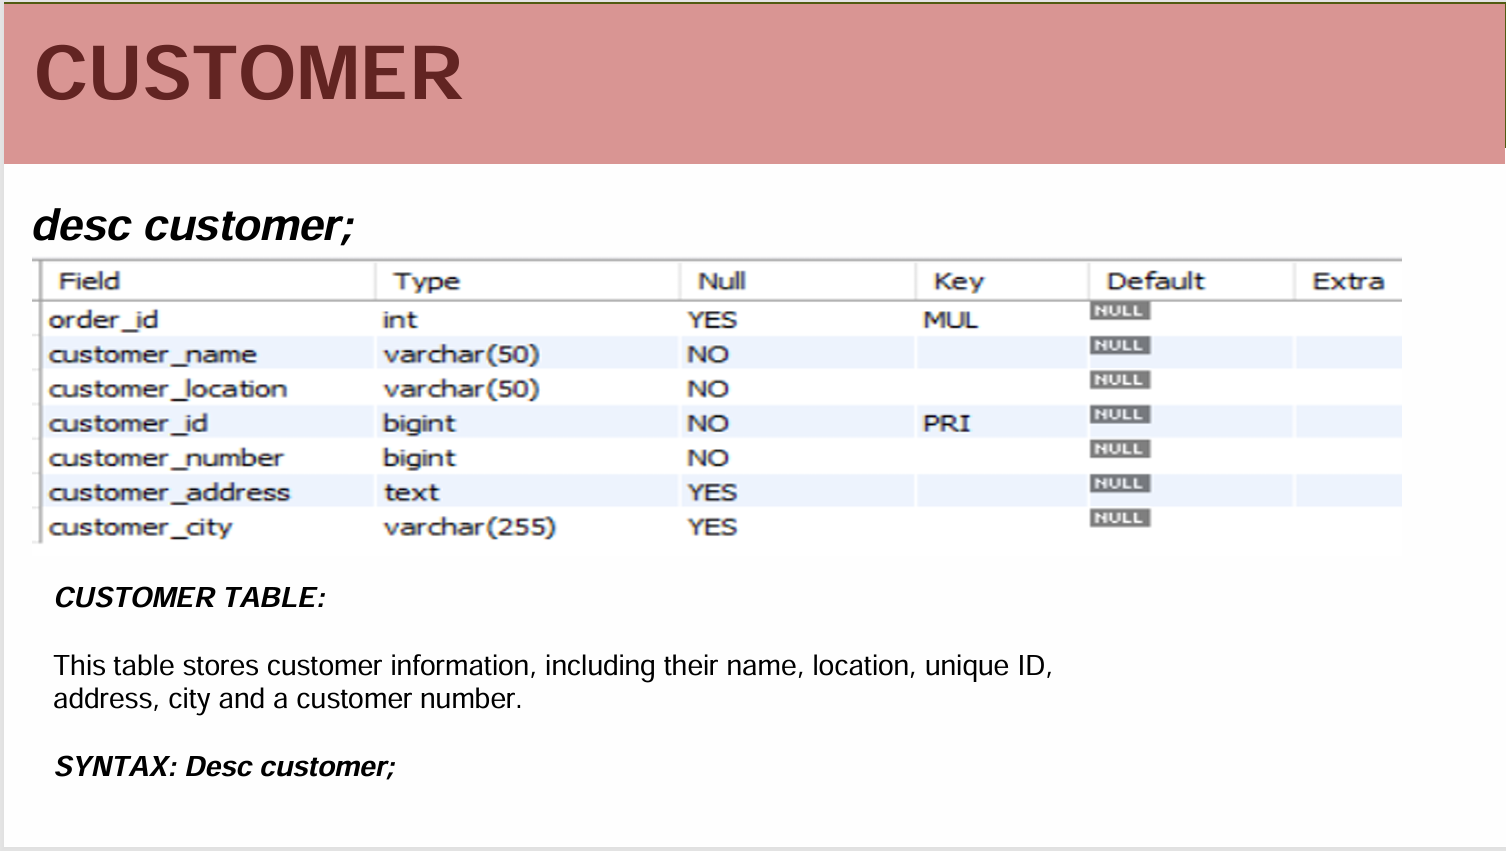 CUSTOMER
desc customer;
Field Type Null Key Default Extra
order_id int YES MUL NULL
customer_name varchar(50) NO NULL
customer_location varchar(50) NO NULL
customer_id bigint NO PRI NULL
customer_number bigint NO NULL
customer_address text YES NULL
customer_city varchar(255) YES NULL
CUSTOMER TABLE:
This table stores customer information, including their name, location, unique ID,
address, city and a customer number.
SYNTAX: Desc customer;